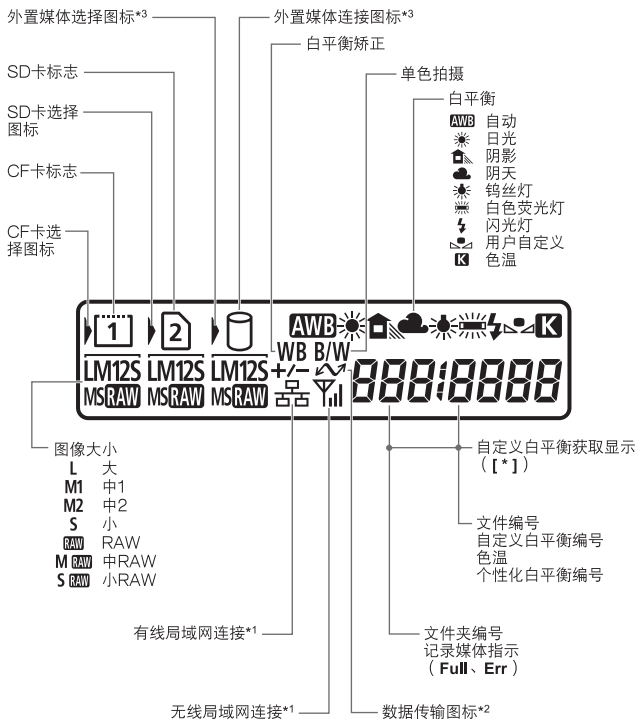 外置媒体选择图标*3
外置媒体连接图标*3
白平衡矫正
SD卡标志
单色拍摄
白平衡
SD卡选择
图标
AWB 自动
日光
阴影
阴天
钨丝灯
白色荧光灯
闪光灯
用户自定义
K 色温
CF卡标志
CF卡选
择图标
1 2 AWB K
WB B/W
LM12S LM12S LM12S +/-
MS RAW MS RAW MS RAW 888:8888
图像大小
L 大
M1 中1
M2 中2
S 小
RAW RAW
M RAW 中RAW
S RAW 小RAW
自定义白平衡获取显示
（[*]）
文件编号
自定义白平衡编号
色温
个性化白平衡编号
有线局域网连接*1
文件夹编号
记录媒体指示
（Full、Err）
无线局域网连接*1
数据传输图标*2